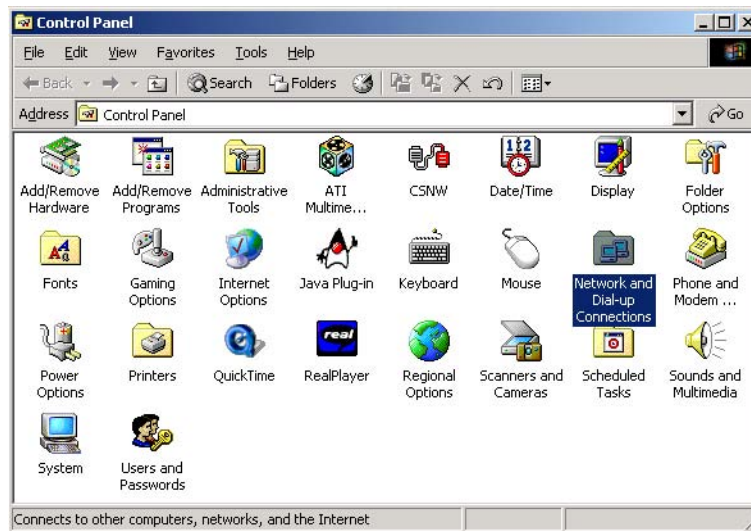 Control Panel
File Edit View Favorites Tools Help
Back Search Folders
Address Control Panel Go
Add/Remove Hardware
Add/Remove Programs
Administrative Tools
ATI Multime...
CSNW
Date/Time
Display
Folder Options
Fonts
Gaming Options
Internet Options
Java Plug-in
Keyboard
Mouse
Network and Dial-up Connections
Phone and Modem ...
Power Options
Printers
QuickTime
real
RealPlayer
Regional Options
Scanners and Cameras
Scheduled Tasks
Sounds and Multimedia
System
Users and Passwords
Connects to other computers, networks, and the Internet